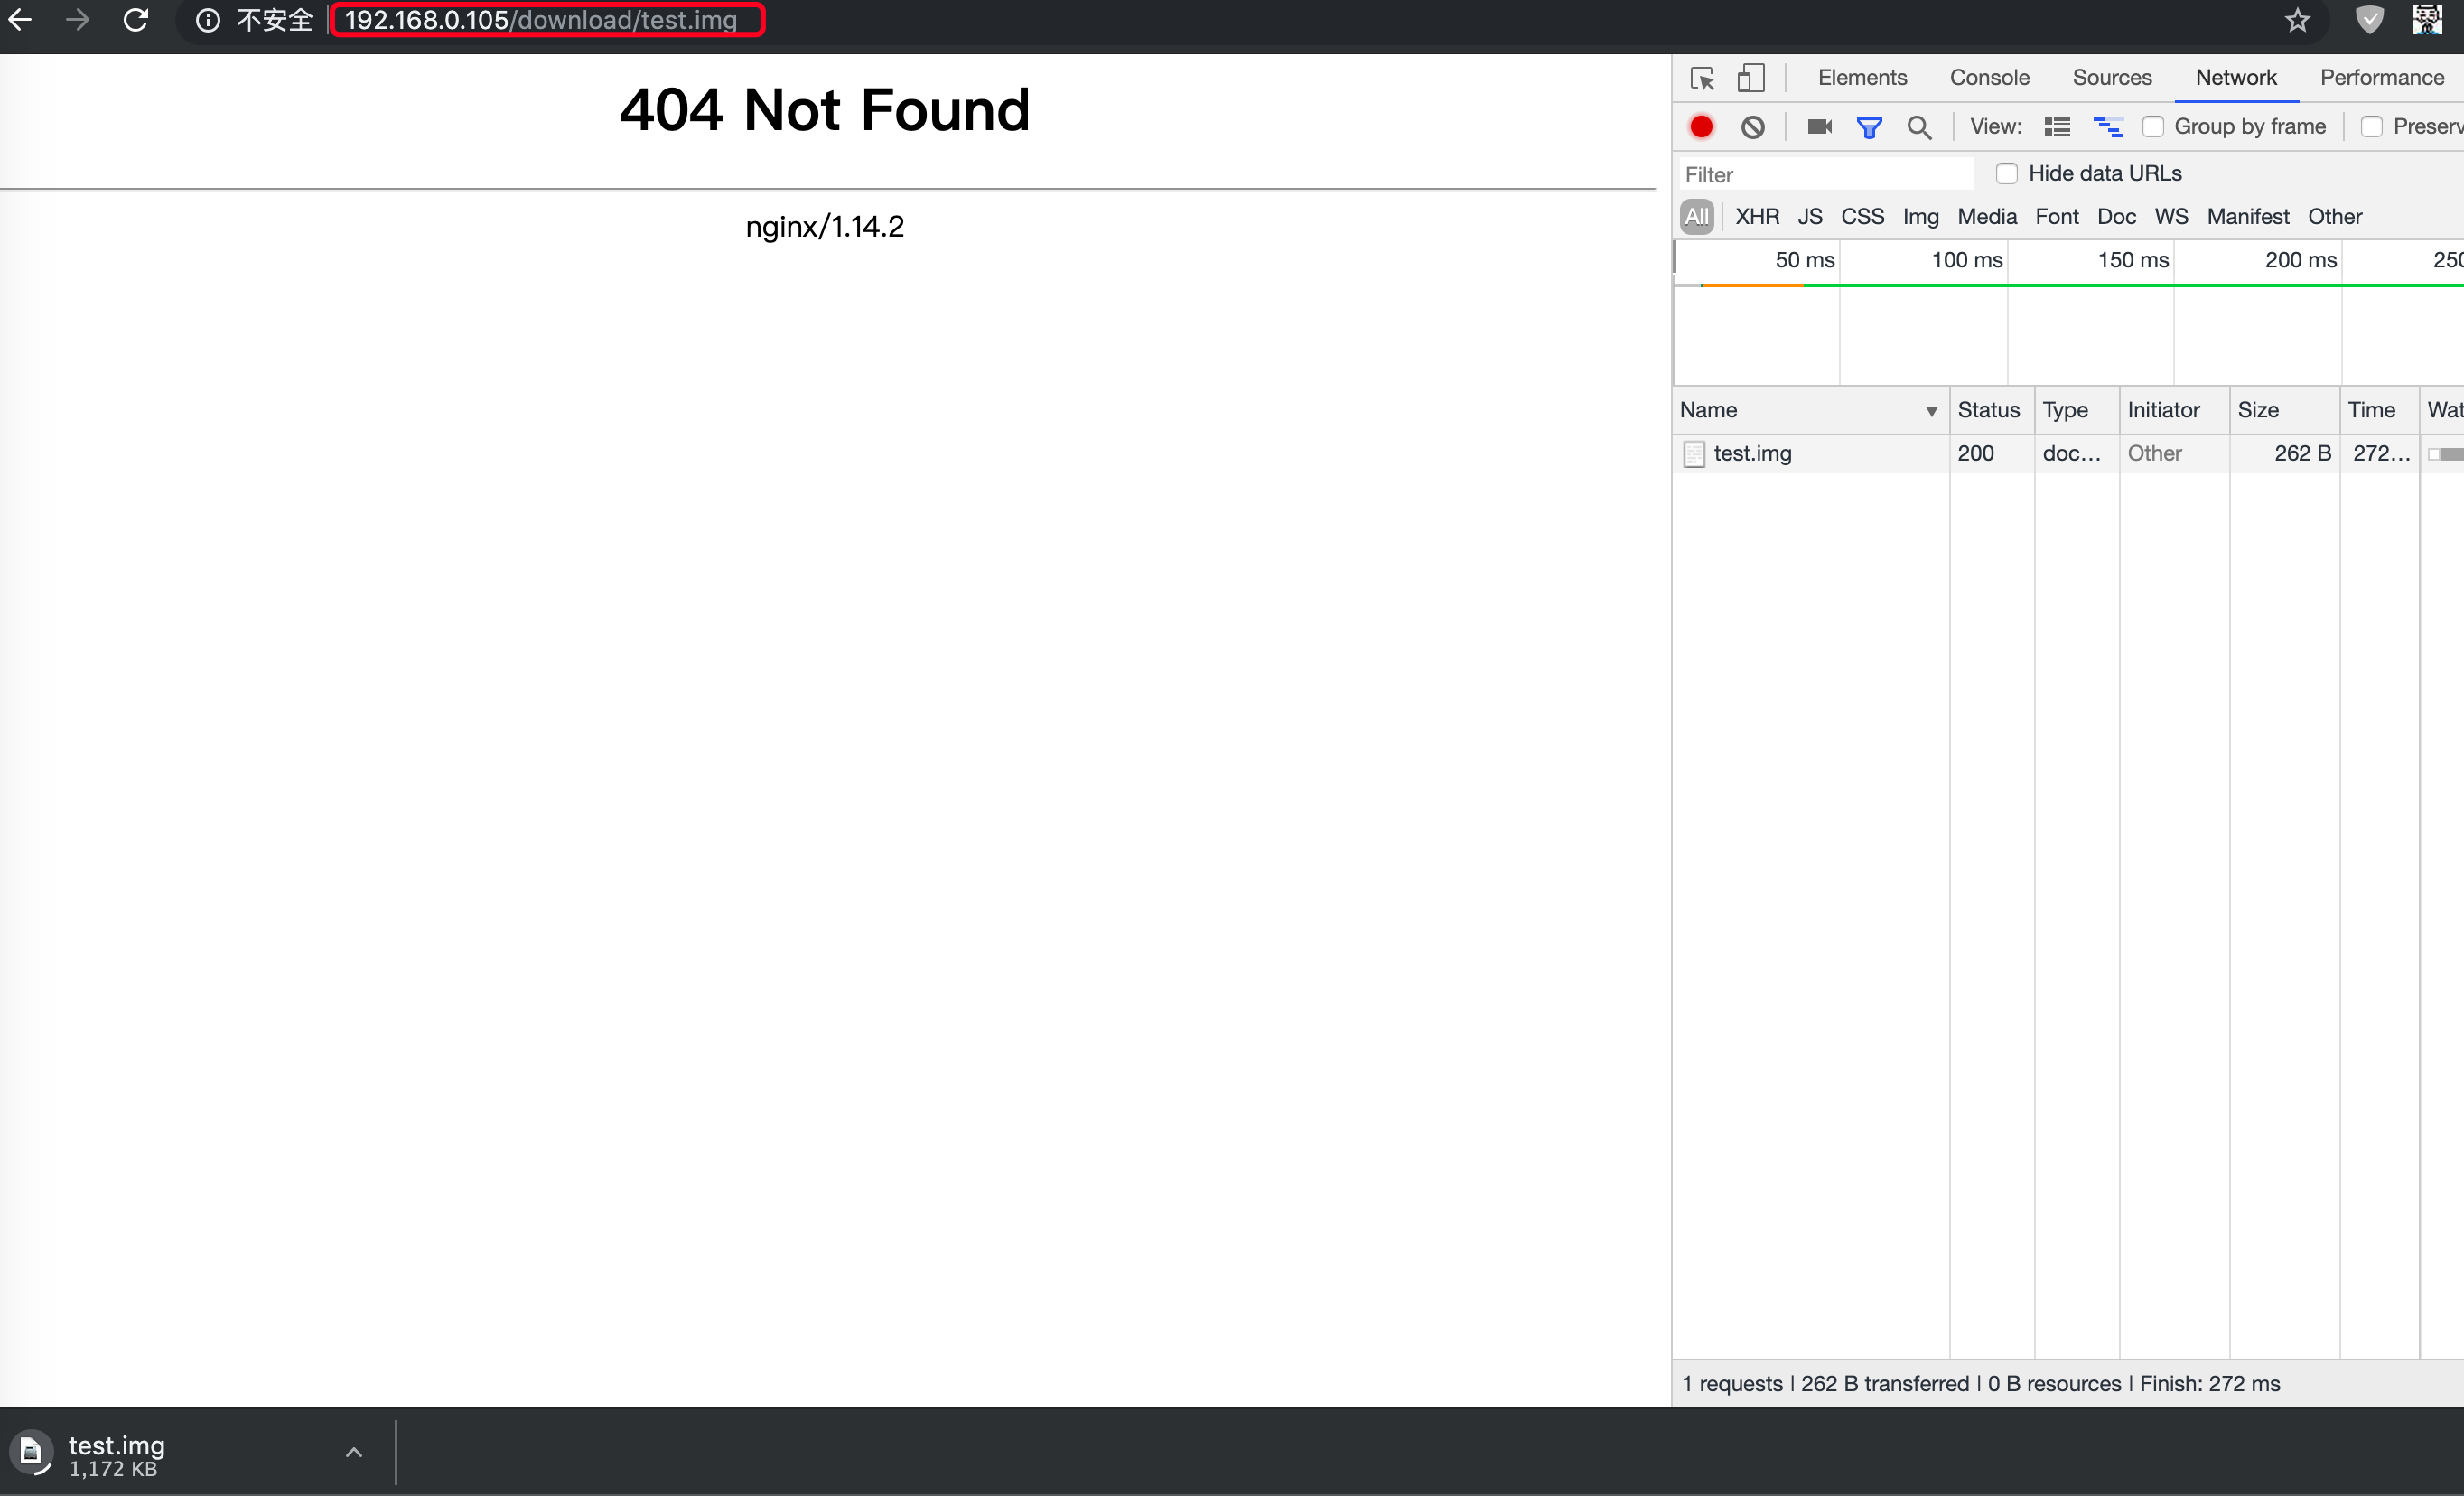 不安全 192.168.0.105/download/test.img
404 Not Found
nginx/1.14.2
Elements Console Sources Network Performance
View: Group by frame Preserv
Filter Hide data URLs
All XHR JS CSS Img Media Font Doc WS Manifest Other
50 ms 100 ms 150 ms 200 ms 250
Name Status Type Initiator Size Time Wat
test.img 200 doc... Other 262 B 272...
1 requests | 262 B transferred | 0 B resources | Finish: 272 ms
test.img
1,172 KB